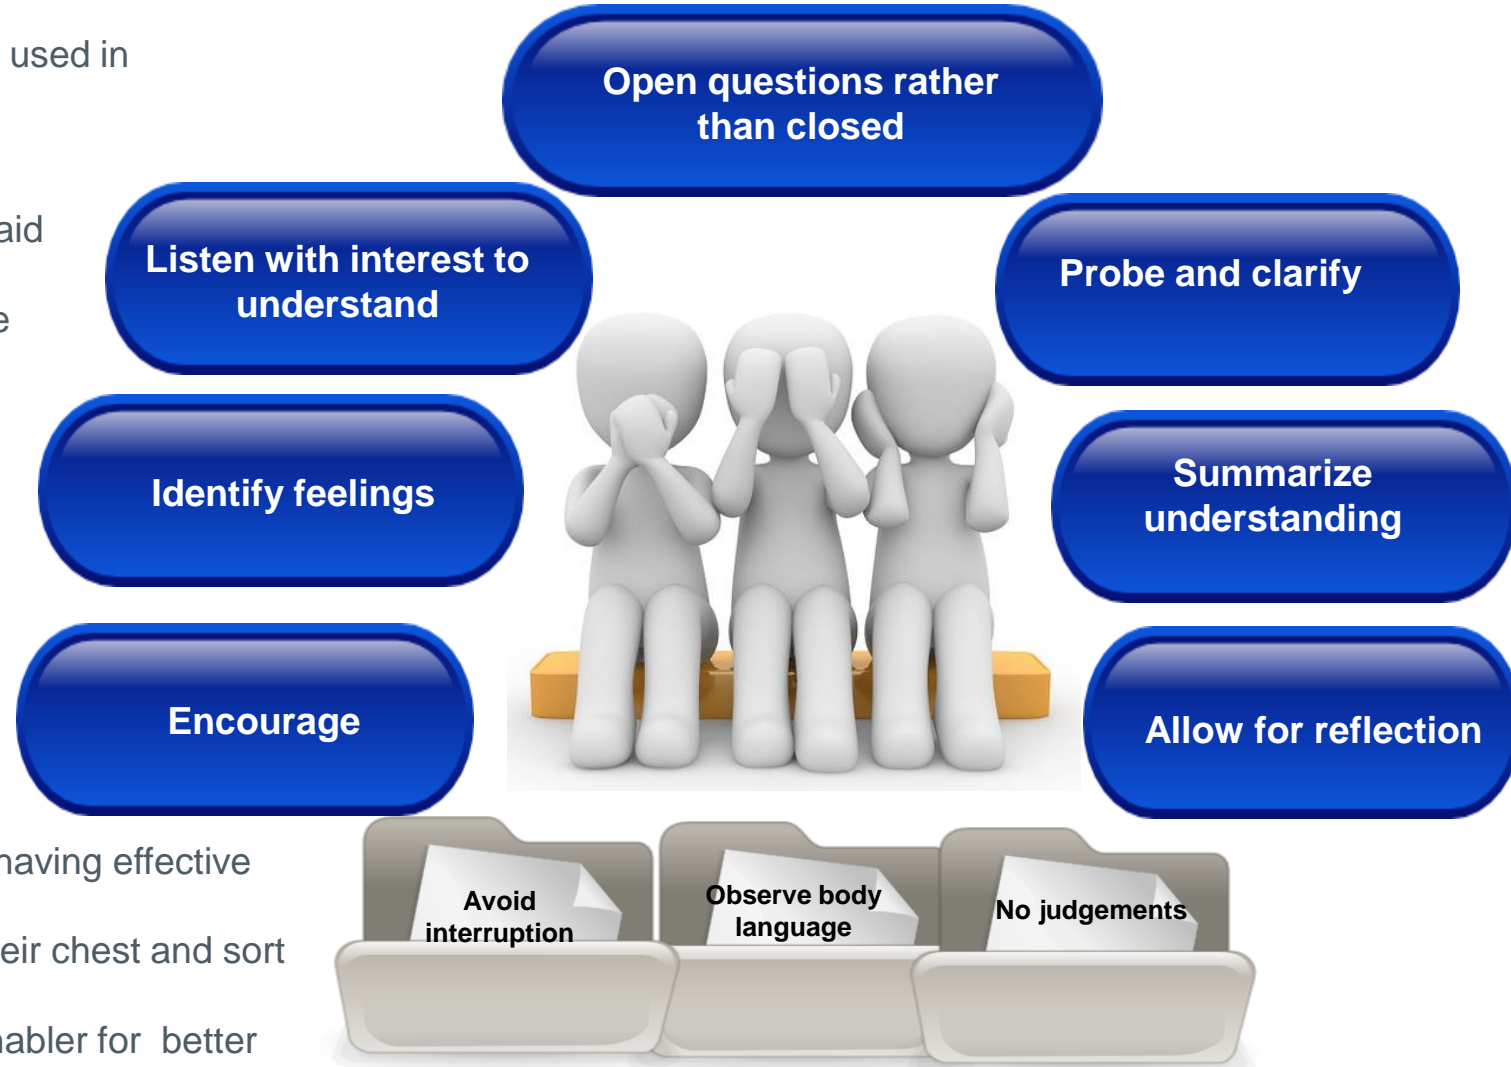 used in
Open questions rather
than closed
aid
Listen with interest to
understand
Probe and clarify
Identify feelings
Summarize
understanding
Encourage
Allow for reflection
having effective
Avoid
interruption
Observe body
language
No judgements
chest and sort
for better